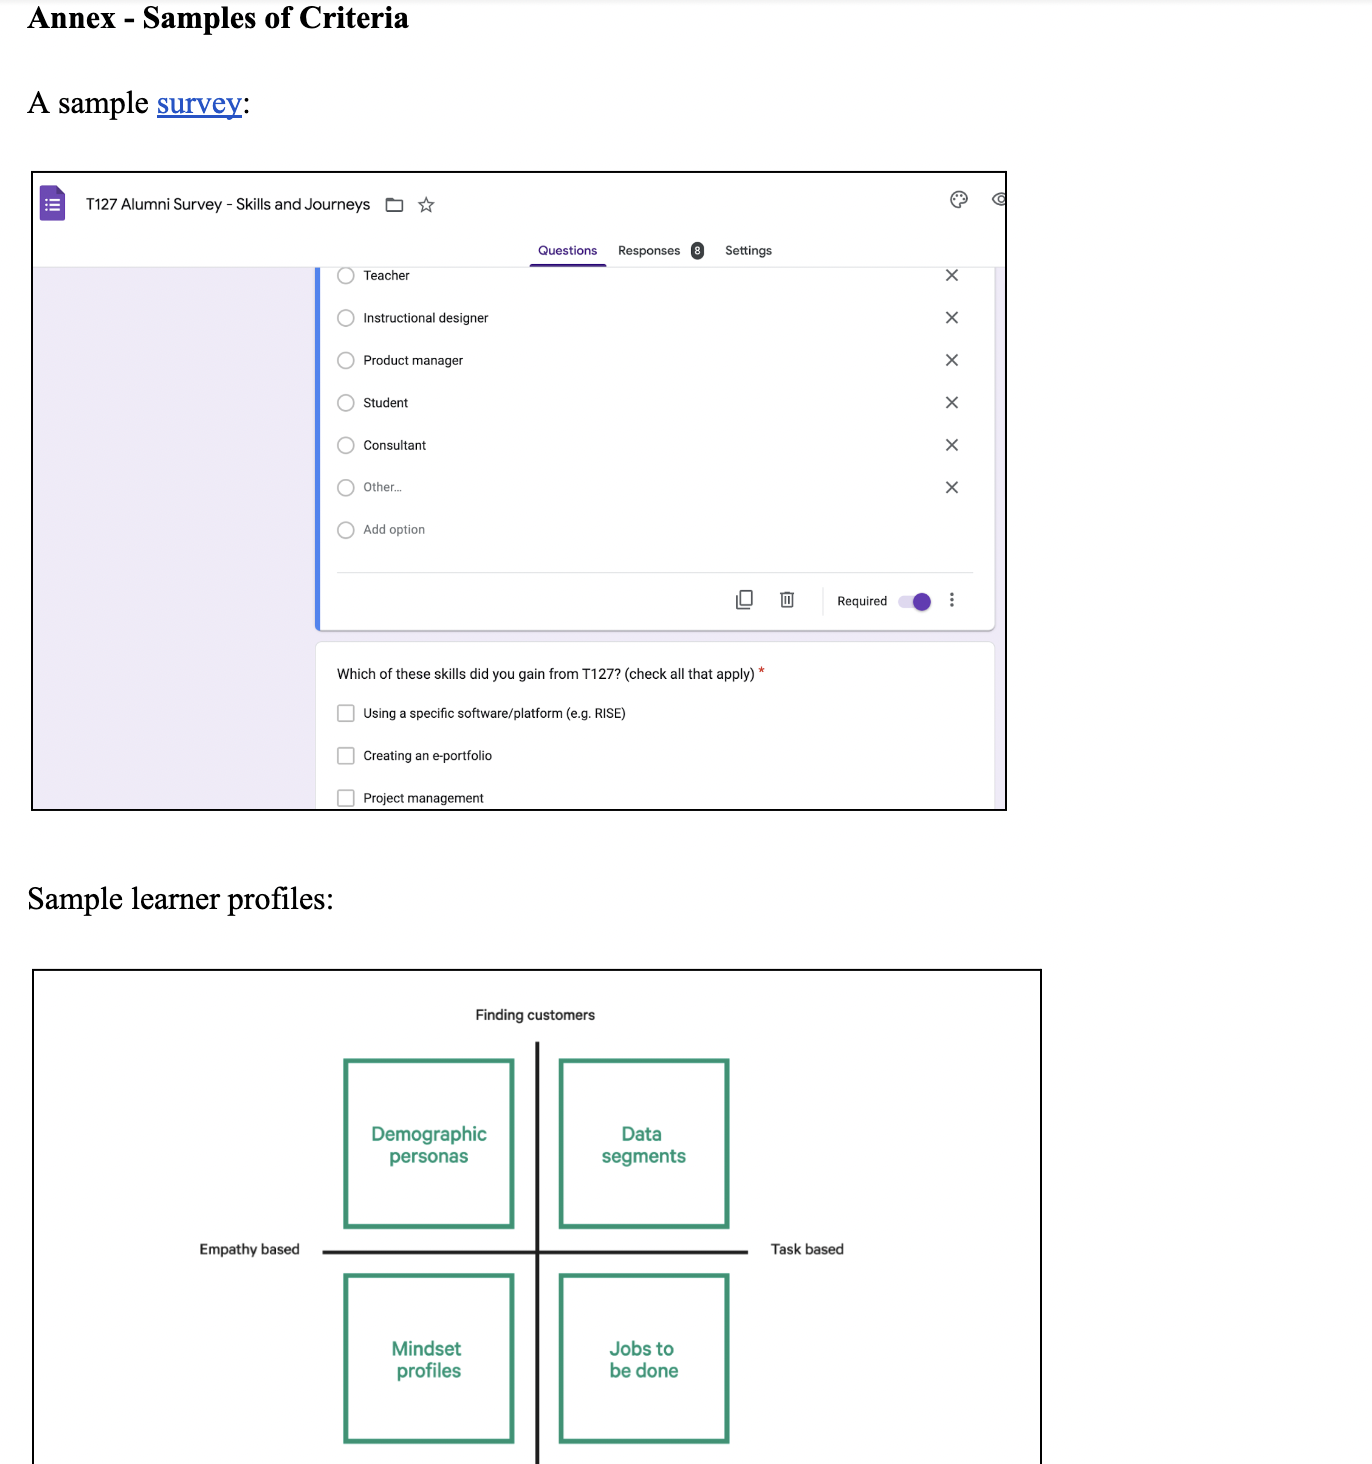 Annex - Samples of Criteria
A sample survey:
T127 Alumni Survey - Skills and Journeys
Questions Responses 8 Settings
Teacher
Instructional designer
Product manager
Student
Consultant
Other...
Add option
Required
Which of these skills did you gain from T127? (check all that apply) *
Using a specific software/platform (e.g. RISE)
Creating an e-portfolio
Project management
Sample learner profiles:
Finding customers
Demographic
personas
Data
segments
Empathy based
Task based
Mindset
profiles
Jobs to
be done